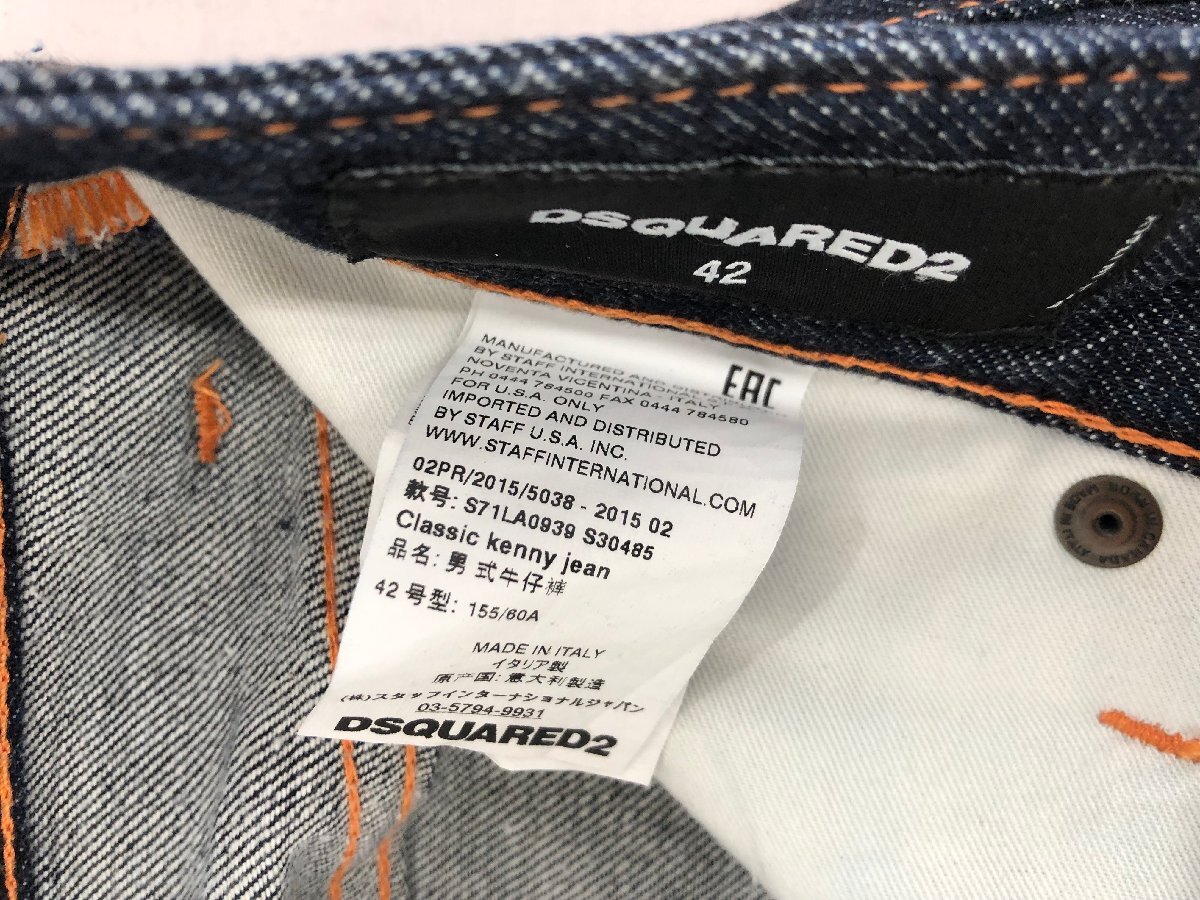 DSQUARED2
42
MANUFACTURED AND
BY STAFF INTERNATIONAL
NOVENTA VICENTINA - ITALY
PH 0444 784500 FAX 0444 784580
FOR U.S.A. ONLY
IMPORTED AND DISTRIBUTED
BY STAFF U.S.A. INC.
WWW.STAFFINTERNATIONAL.COM
EAC
02PR/2015/5038 - 2015 02
款号: S71LA0939 S30485
Classic kenny jean
品名: 男 式牛仔裤
42 号型: 155/60A
MADE IN ITALY
イタリア製
原产国: 意大利製造
(株)スタッフインターナショナルジャパン
03-5794-9931
DSQUARED2